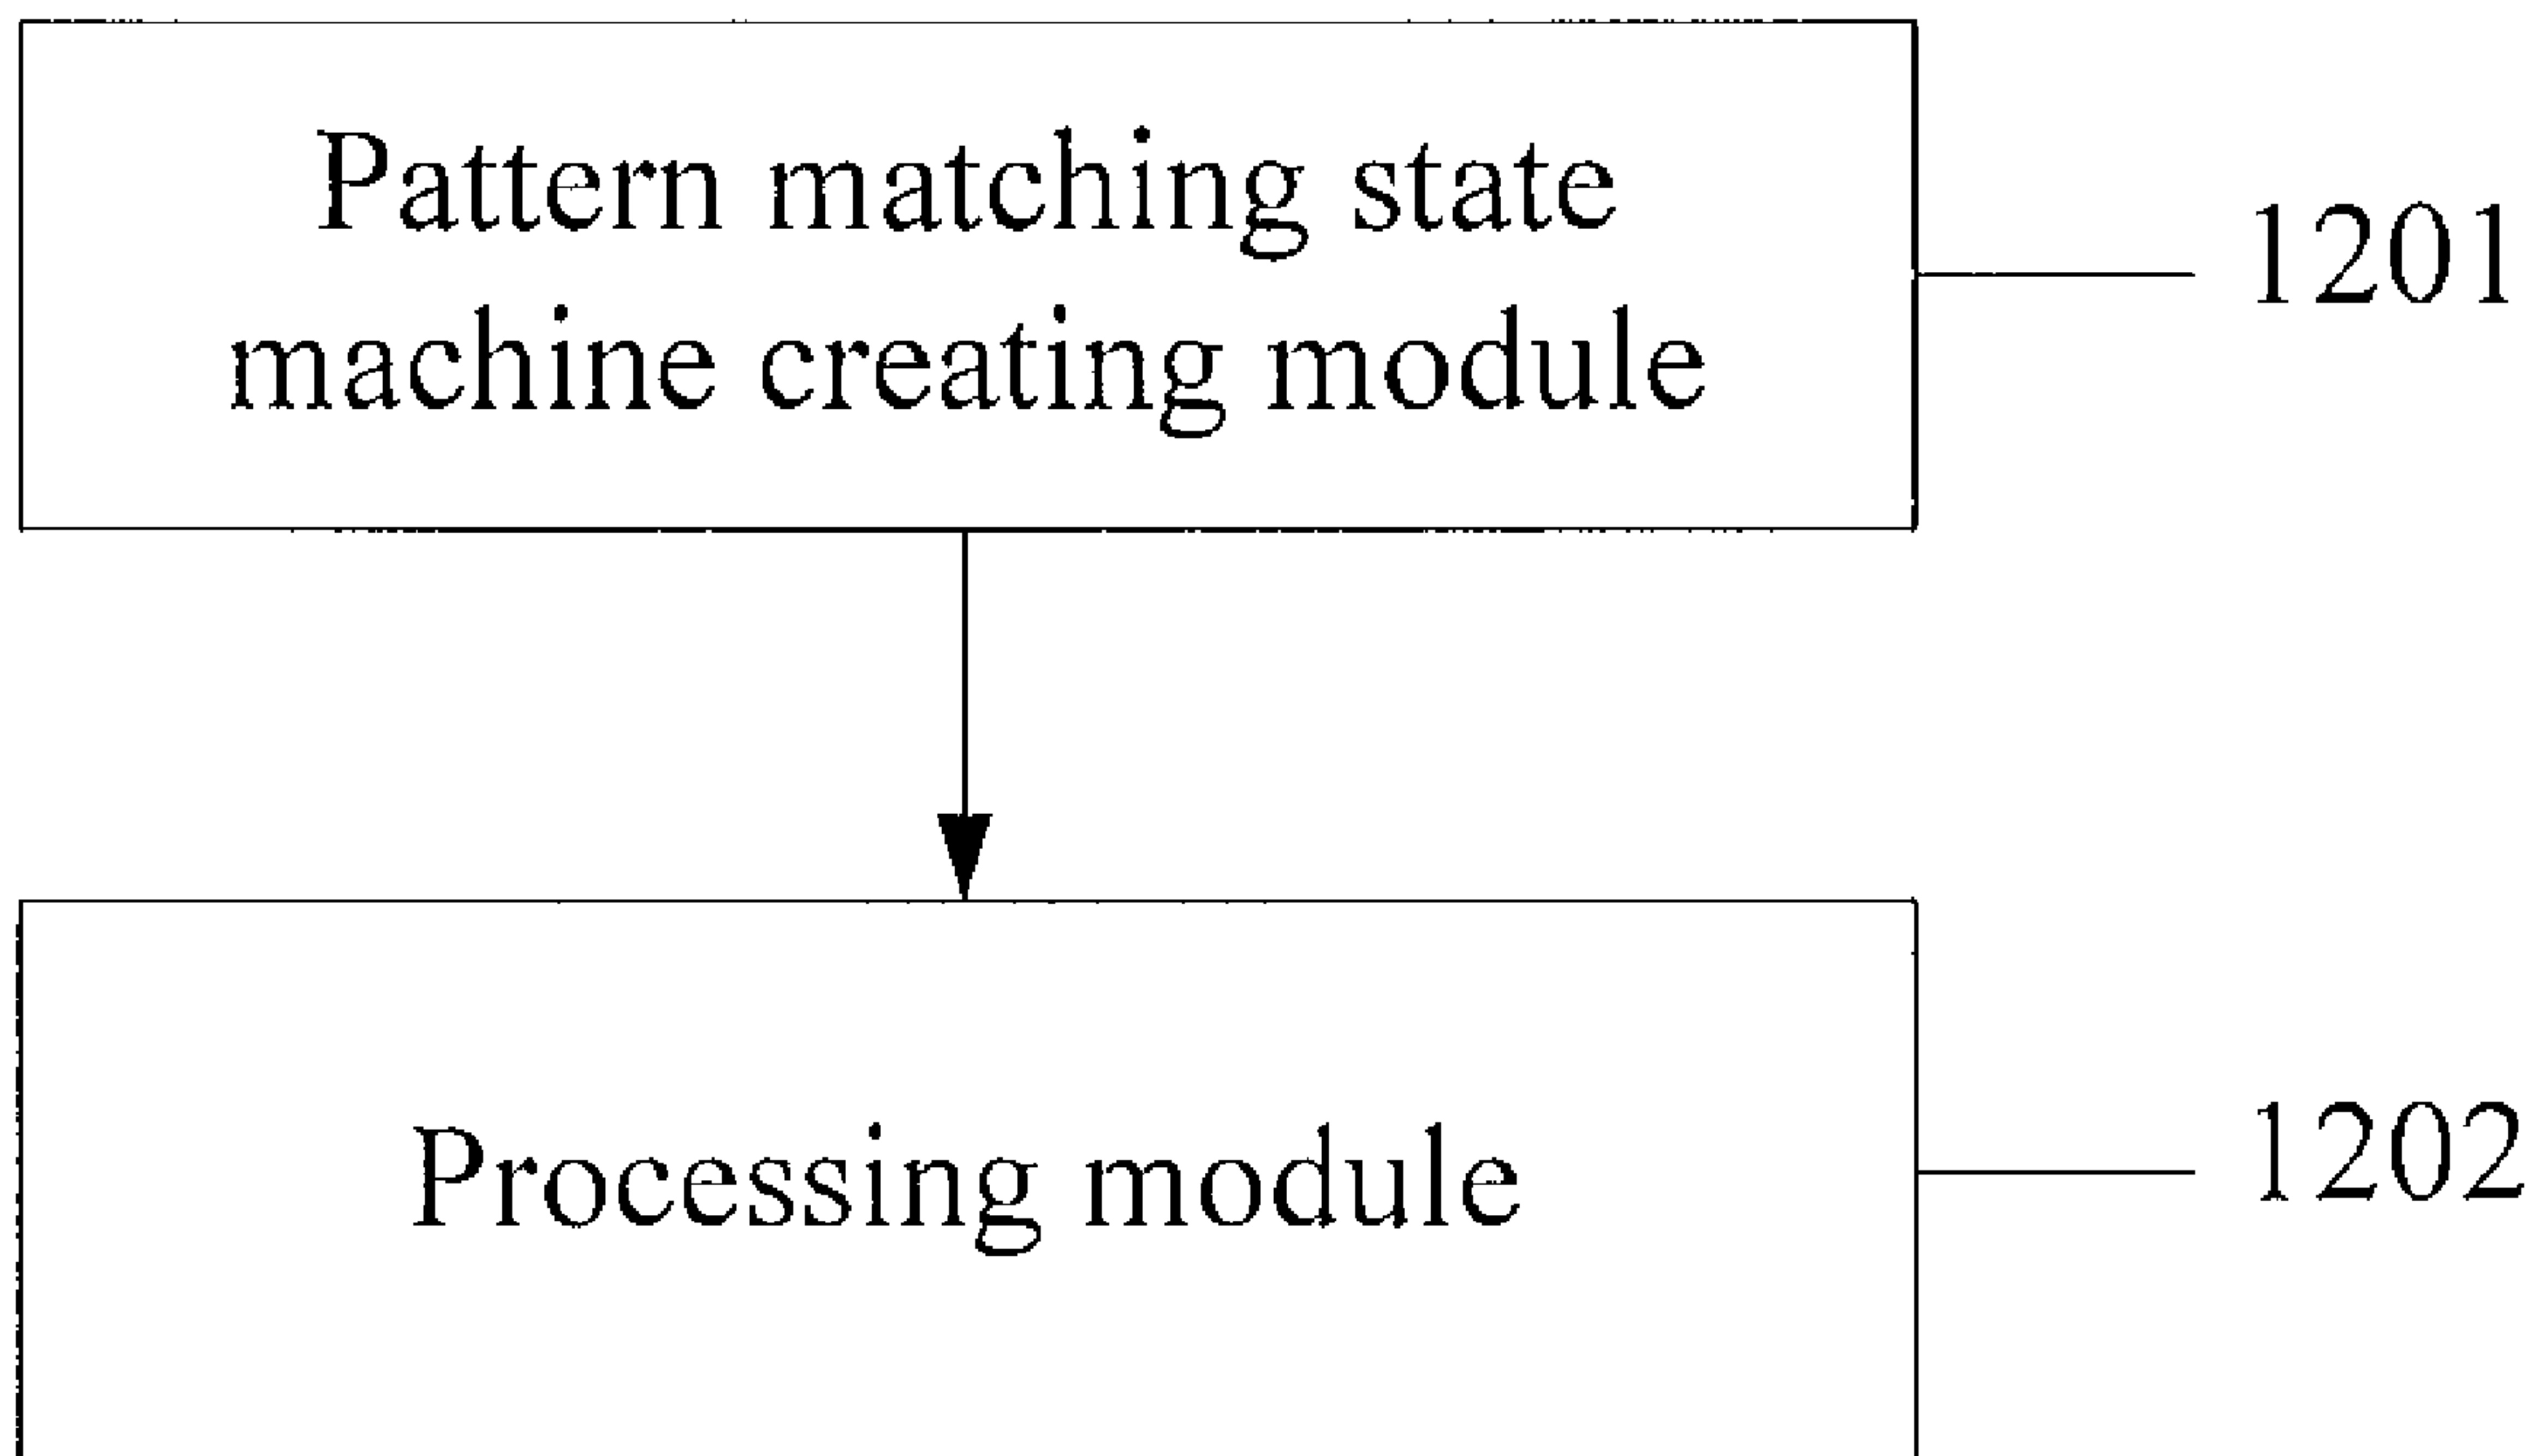 Pattern matching state
machine creating module
1201
Processing module
1202